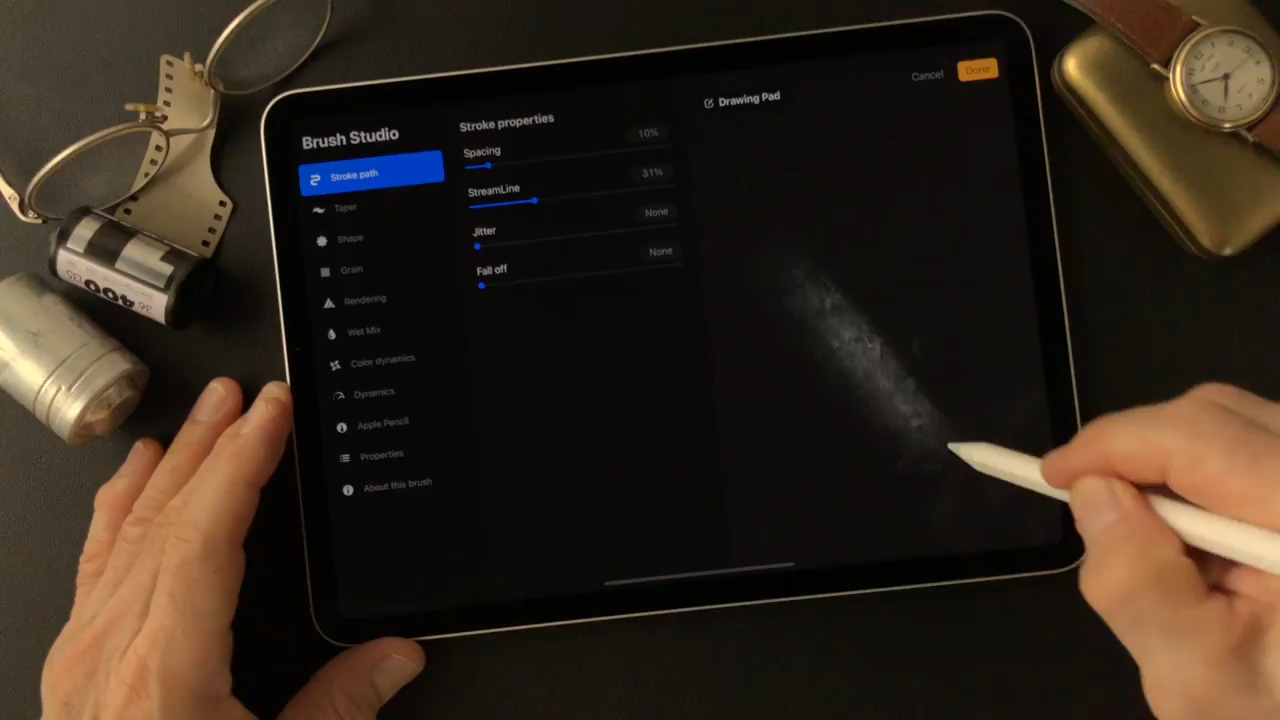 Brush Studio
Stroke path
Taper
Shape
Grain
Rendering
Wet Mix
Color dynamics
Dynamics
Apple Pencil
Properties
About this brush
Stroke properties
Spacing
10%
StreamLine
31%
Jitter
None
Fall off
None
Drawing Pad
Cancel
Done
400
36